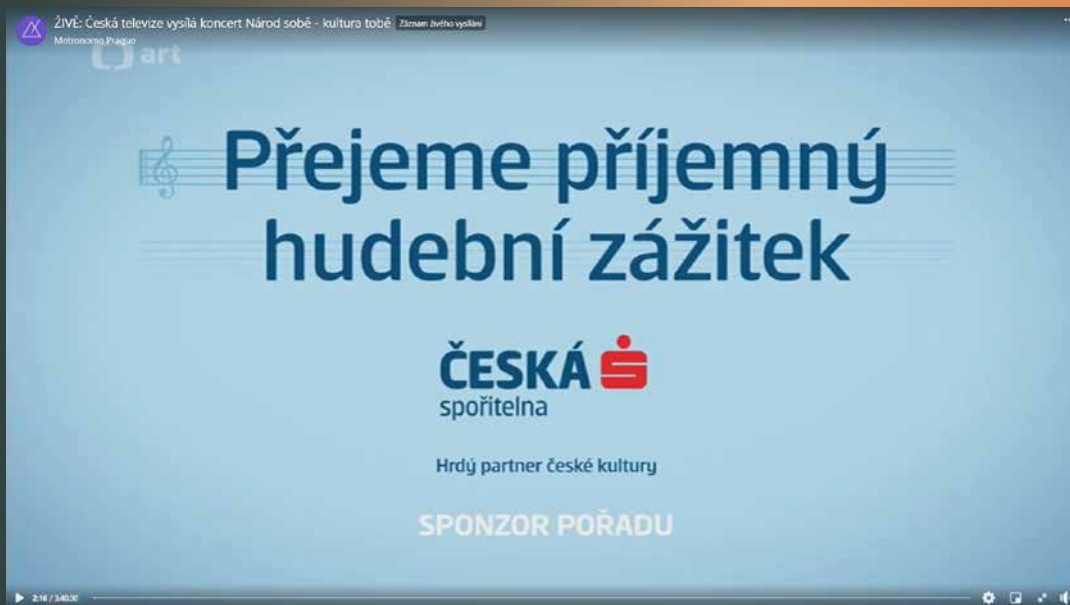 ŽIVĚ: Česká televize vysílá koncert Národ sobě - kultura tobě Záznam živého vysílání
Metronome Prague
art
Přejeme příjemný
hudební zážitek
ČESKÁ
spořitelna
Hrdý partner české kultury
SPONZOR POŘADU
2:16 / 3:40:30